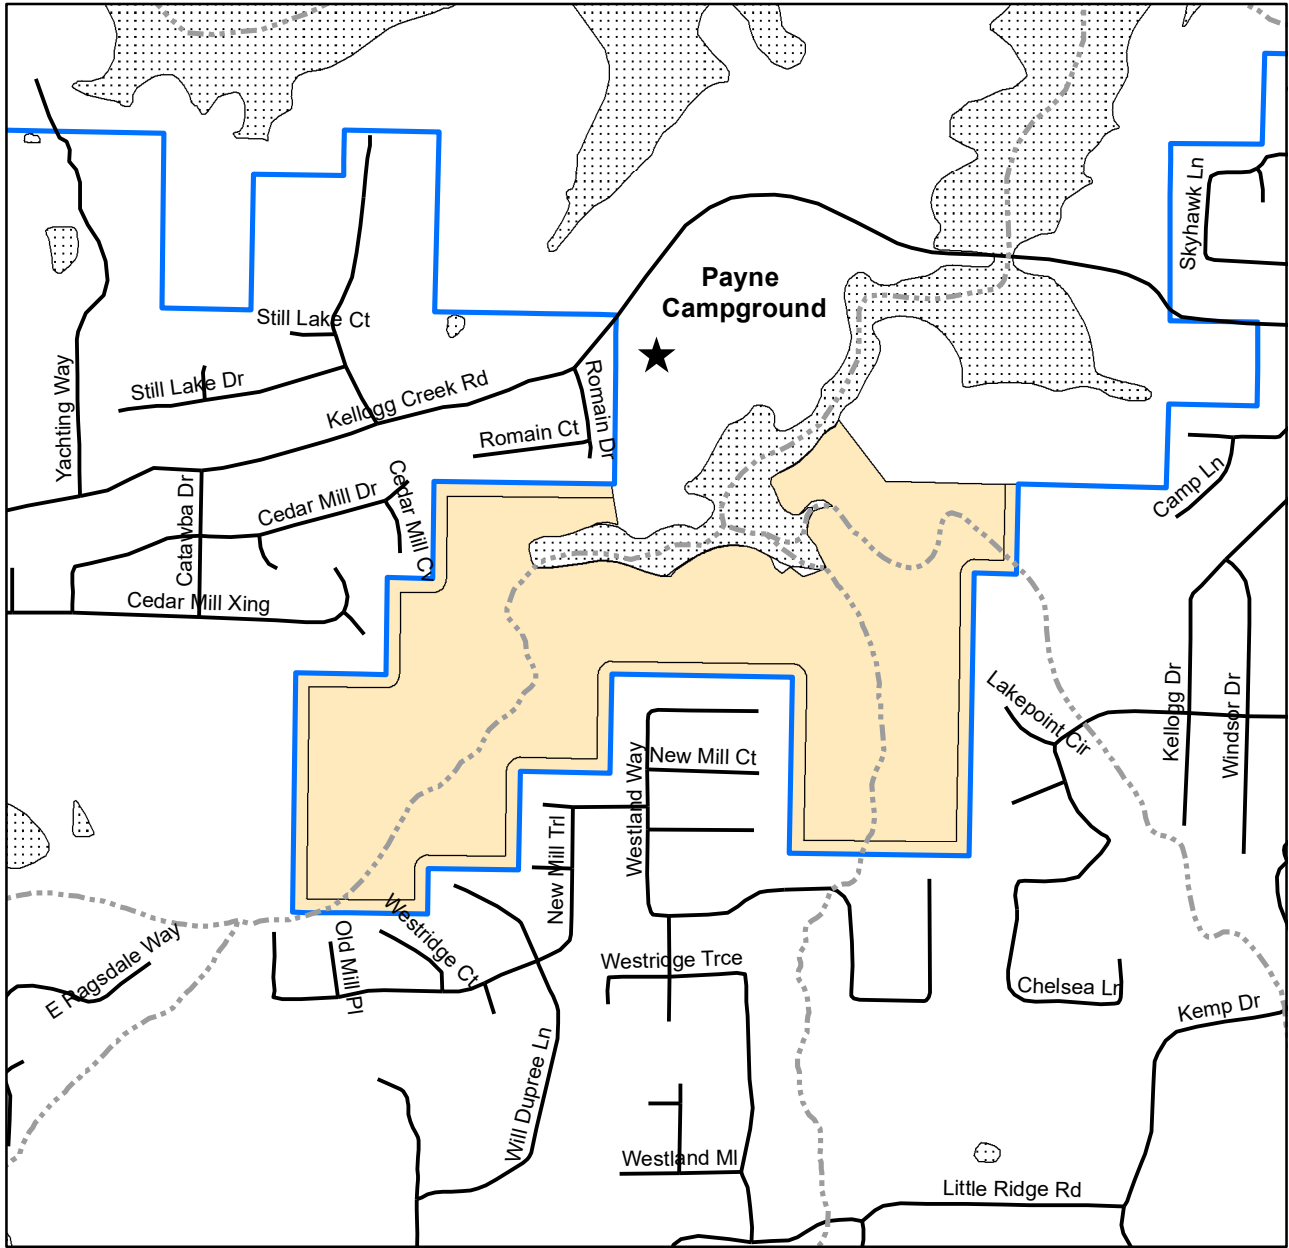 Skyhawk Ln
Payne
Campground
Still Lake Ct
Still Lake Dr
Yachting Way
Kellogg Creek Rd
Romain Dr
Romain Ct
Camp Ln
Catawba Dr
Cedar Mill Dr
Cedar Mill Cv
Cedar Mill Xing
Lakepoint Cir
Kellogg Dr
Windsor Dr
New Mill Ct
Westland Way
New Mill Trl
Westridge Ct
Old Mill Pl
E Ragsdale Way
Westridge Trce
Chelsea Ln
Kemp Dr
Will Dupree Ln
Westland Ml
Little Ridge Rd